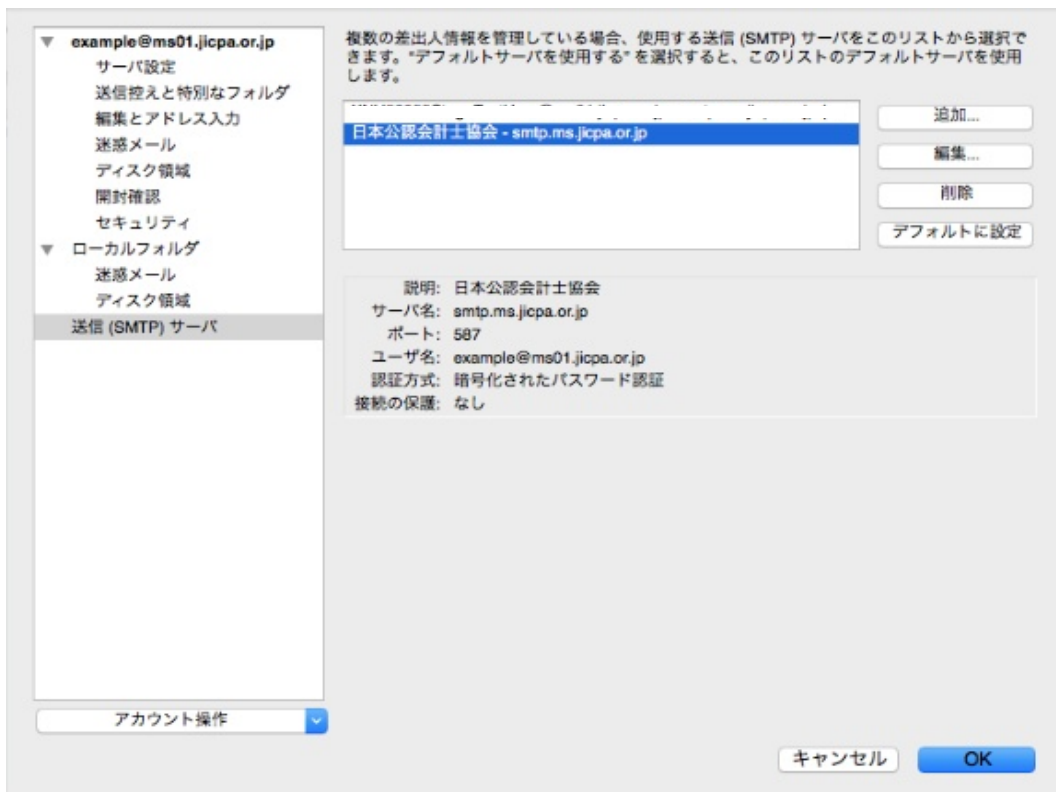 example@ms01.jicpa.or.jp
サーバ設定
送信控えと特別なフォルダ
編集とアドレス入力
迷惑メール
ディスク領域
開封確認
セキュリティ
ローカルフォルダ
迷惑メール
ディスク領域
送信 (SMTP) サーバ
アカウント操作
複数の差出人情報を管理している場合、使用する送信 (SMTP) サーバをこのリストから選択で
きます。"デフォルトサーバを使用する" を選択すると、このリストのデフォルトサーバを使用
します。
日本公認会計士協会 - smtp.ms.jicpa.or.jp
追加...
編集...
削除
デフォルトに設定
説明: 日本公認会計士協会
サーバ名: smtp.ms.jicpa.or.jp
ポート: 587
ユーザ名: example@ms01.jicpa.or.jp
認証方式: 暗号化されたパスワード認証
接続の保護: なし
キャンセル
OK